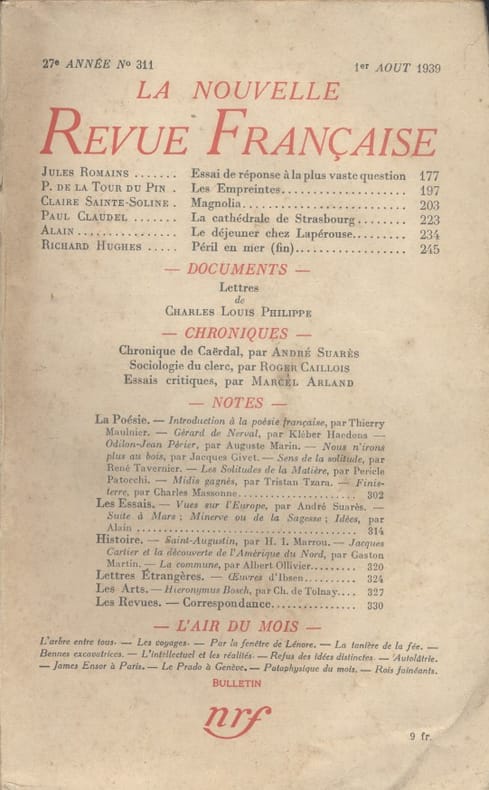 27e ANNÉE No 311 1er AOUT 1939
LA NOUVELLE
REVUE FRANÇAISE
JULES ROMAINS ....... Essai de réponse à la plus vaste question 177
P. DE LA TOUR DU PIN . Les Empreintes.................... 197
CLAIRE SAINTE-SOLINE . Magnolia.......................... 203
PAUL CLAUDEL ....... La cathédrale de Strasbourg........ 223
ALAIN................ Le déjeuner chez Lapérouse......... 234
RICHARD HUGHES ..... Péril en mer (fin).................. 245
— DOCUMENTS —
Lettres
de
CHARLES LOUIS PHILIPPE
— CHRONIQUES —
Chronique de Caërdal, par ANDRÉ SUARÈS
Sociologie du clerc, par ROGER CAILLOIS
Essais critiques, par MARCEL ARLAND
— NOTES —
La Poésie. — Introduction à la poésie française, par Thierry
Maulnier. — Gérard de Nerval, par Kléber Haedens —
Odilon-Jean Périer, par Auguste Marin. — Nous n'irons
plus au bois, par Jacques Givet. — Sens de la solitude, par
René Tavernier. — Les Solitudes de la Matière, par Pericle
Patocchi. — Midis gagnés, par Tristan Tzara. — Finis-
terre, par Charles Massonne..................... 302
Les Essais. — Vues sur l'Europe, par André Suarès. —
Suite à Mars ; Minerve ou de la Sagesse ; Idées, par
Alain ........................................ 314
Histoire. — Saint-Augustin, par H. I. Marrou. — Jacques
Cartier et la découverte de l'Amérique du Nord, par Gaston
Martin. — La commune, par Albert Ollivier......... 320
Lettres Étrangères. — Œuvres d'Ibsen.......... 324
Les Arts. — Hieronymus Bosch, par Ch. de Tolnay.... 327
Les Revues. — Correspondance................. 330
— L'AIR DU MOIS —
L'arbre entre tous. — Les voyages. — Par la fenêtre de Lénore. — La tanière de la fée. —
Bennes excavatrices. — L'intellectuel et les réalités. — Refus des idées distinctes. — Autolâtrie.
— James Ensor à Paris. — Le Prado à Genève. — Pataphysique du mois. — Rois fainéants.
BULLETIN
nrf
9 fr.